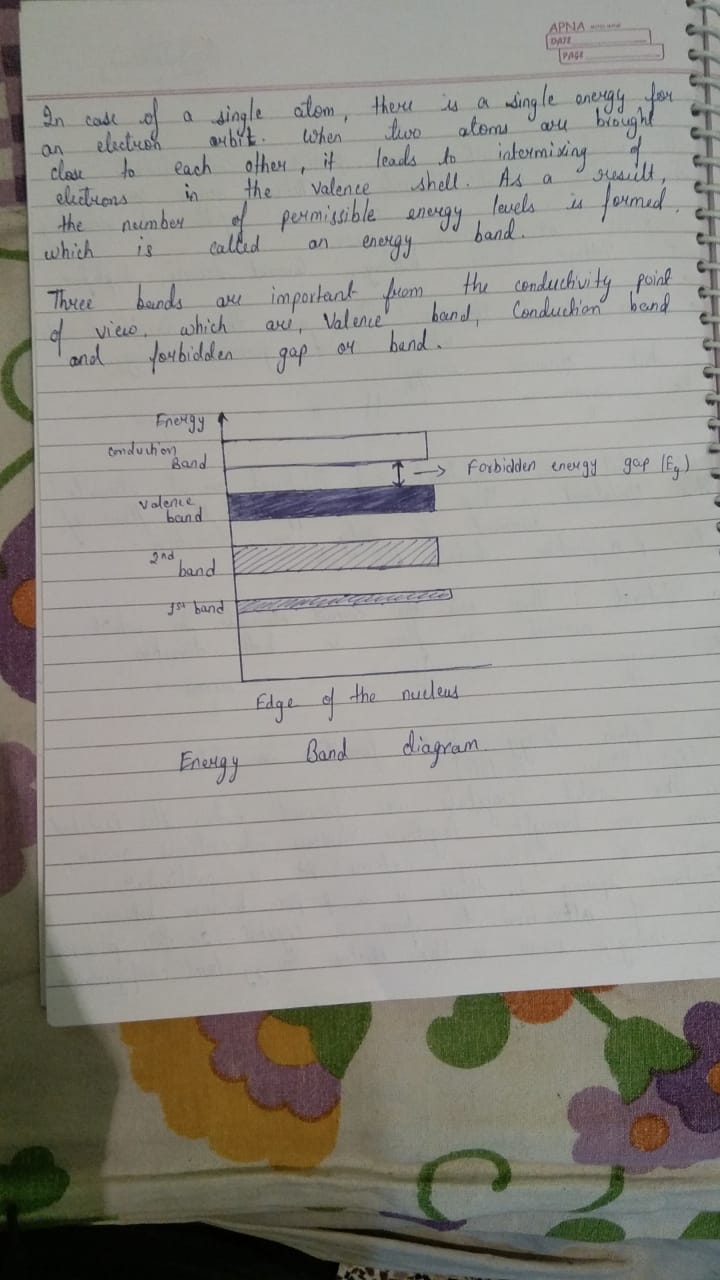 APNA
DATE
PAGE
In case of a single atom, there is a single energy for
an electron orbit. When two atoms are brought
close to each other, it leads to intermixing of
electrons in the valence shell. As a result,
the number of permissible energy levels is formed,
which is called an energy band.
Three bands are important from the conductivity point
of view, which are, Valence band, Conduction band
and forbidden gap or band.
Energy
Conduction
Band
Forbidden energy gap (Eg)
Valence
band
2nd
band
1st band
Edge of the nucleus
Energy Band diagram